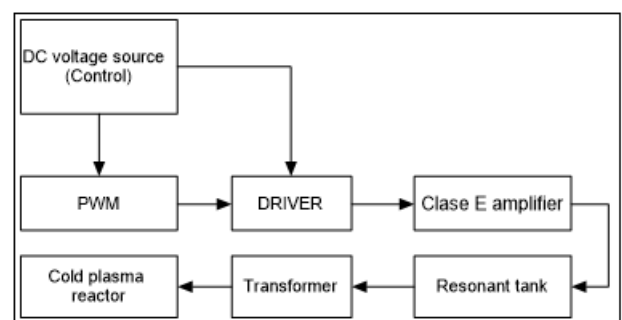 DC voltage source
(Control)
PWM
DRIVER
Clase E amplifier
Cold plasma
reactor
Transformer
Resonant tank